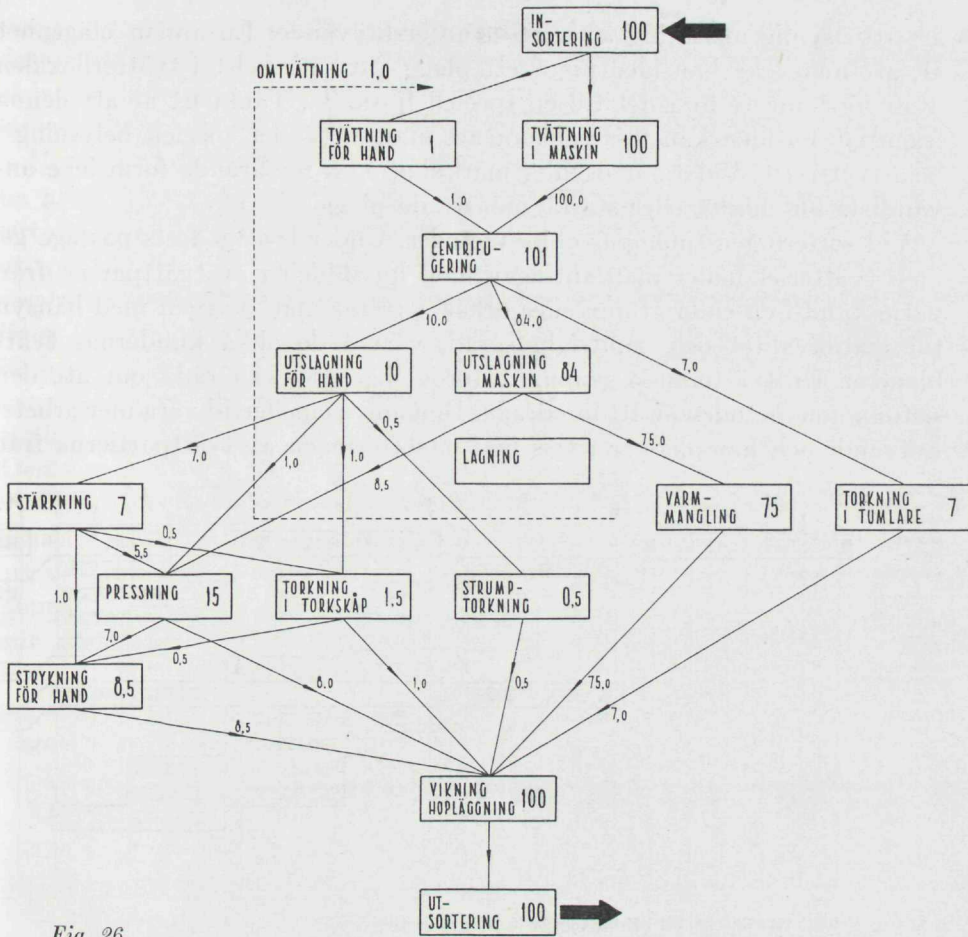 IN-
SORTERING 100
OMTVÄTTNING 1,0
TVÄTTNING
FÖR HAND 1
TVÄTTNING
MASKIN 100
1,0
100,0
CENTRIFU-
GERING 101
10,0
84,0
7,0
UTSLAGNING
FÖR HAND 10
UTSLAGNING
MASKIN 84
0,5
75,0
LAGNING
7,0
1,0
1,0
8,5
STÄRKNING 7
VARM-
MANGLING 75
TORKNING
I TUMLARE 7
0,5
5,5
PRESSNING 15
TORKNING
I TORKSKÅP 1,5
STRUMP-
TORKNING 0,5
1,0
7,0
0,5
STRYKNING
FÖR HAND 8,5
8,0
1,0
0,5
75,0
7,0
8,5
VIKNING
HOPLÄGGNING 100
UT-
SORTERING 100
Fig. 26